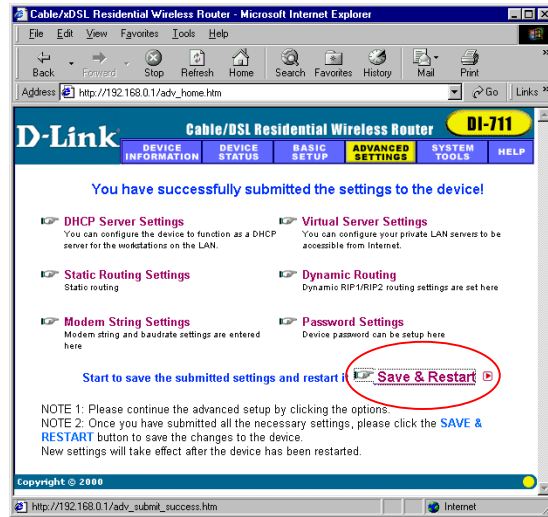 Cable/xDSL Residential Wireless Router - Microsoft Internet Explorer
File Edit View Favorites Tools Help
Back Forward Stop Refresh Home Search Favorites History Mail Print
Address http://192.168.0.1/adv_home.htm Go Links
D-Link Cable/DSL Residential Wireless Router DI-711
DEVICE INFORMATION DEVICE STATUS BASIC SETUP ADVANCED SETTINGS SYSTEM TOOLS HELP
You have successfully submitted the settings to the device!
DHCP Server Settings
You can configure the device to function as a DHCP
server for the workstations on the LAN.
Virtual Server Settings
You can configure your private LAN servers to be
accessible from Internet.
Static Routing Settings
Static routing
Dynamic Routing
Dynamic RIP1/RIP2 routing settings are set here
Modem String Settings
Modem string and baudrate settings are entered
here
Password Settings
Device password can be setup here
Start to save the submitted settings and restart i Save & Restart
NOTE 1: Please continue the advanced setup by clicking the options.
NOTE 2: Once you have submitted all the necessary settings, please click the SAVE &
RESTART button to save the changes to the device.
New settings will take effect after the device has been restarted.
Copyright © 2000
http://192.168.0.1/adv_submit_success.htm Internet